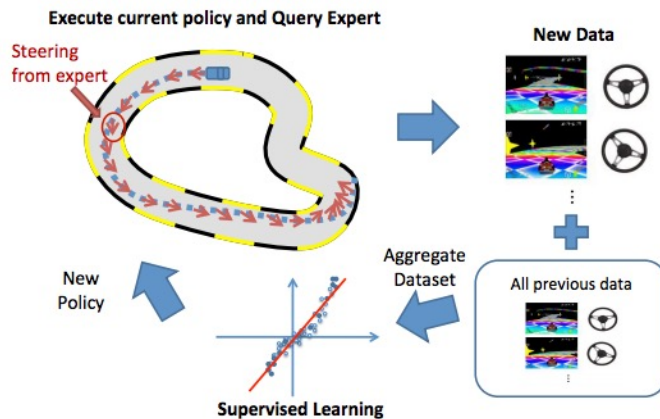 Execute current policy and Query Expert
New Data
Steering
from expert
...
All previous data
...
Aggregate
Dataset
New
Policy
Supervised Learning